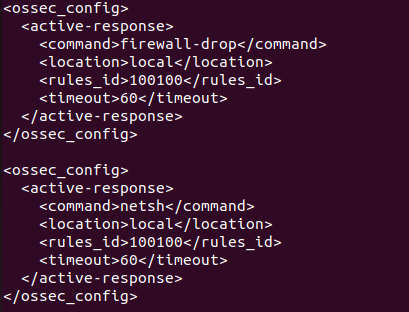 <ossec_config>
  <active-response>
    <command>firewall-drop</command>
    <location>local</location>
    <rules_id>100100</rules_id>
    <timeout>60</timeout>
  </active-response>
</ossec_config>

<ossec_config>
  <active-response>
    <command>netsh</command>
    <location>local</location>
    <rules_id>100100</rules_id>
    <timeout>60</timeout>
  </active-response>
</ossec_config>